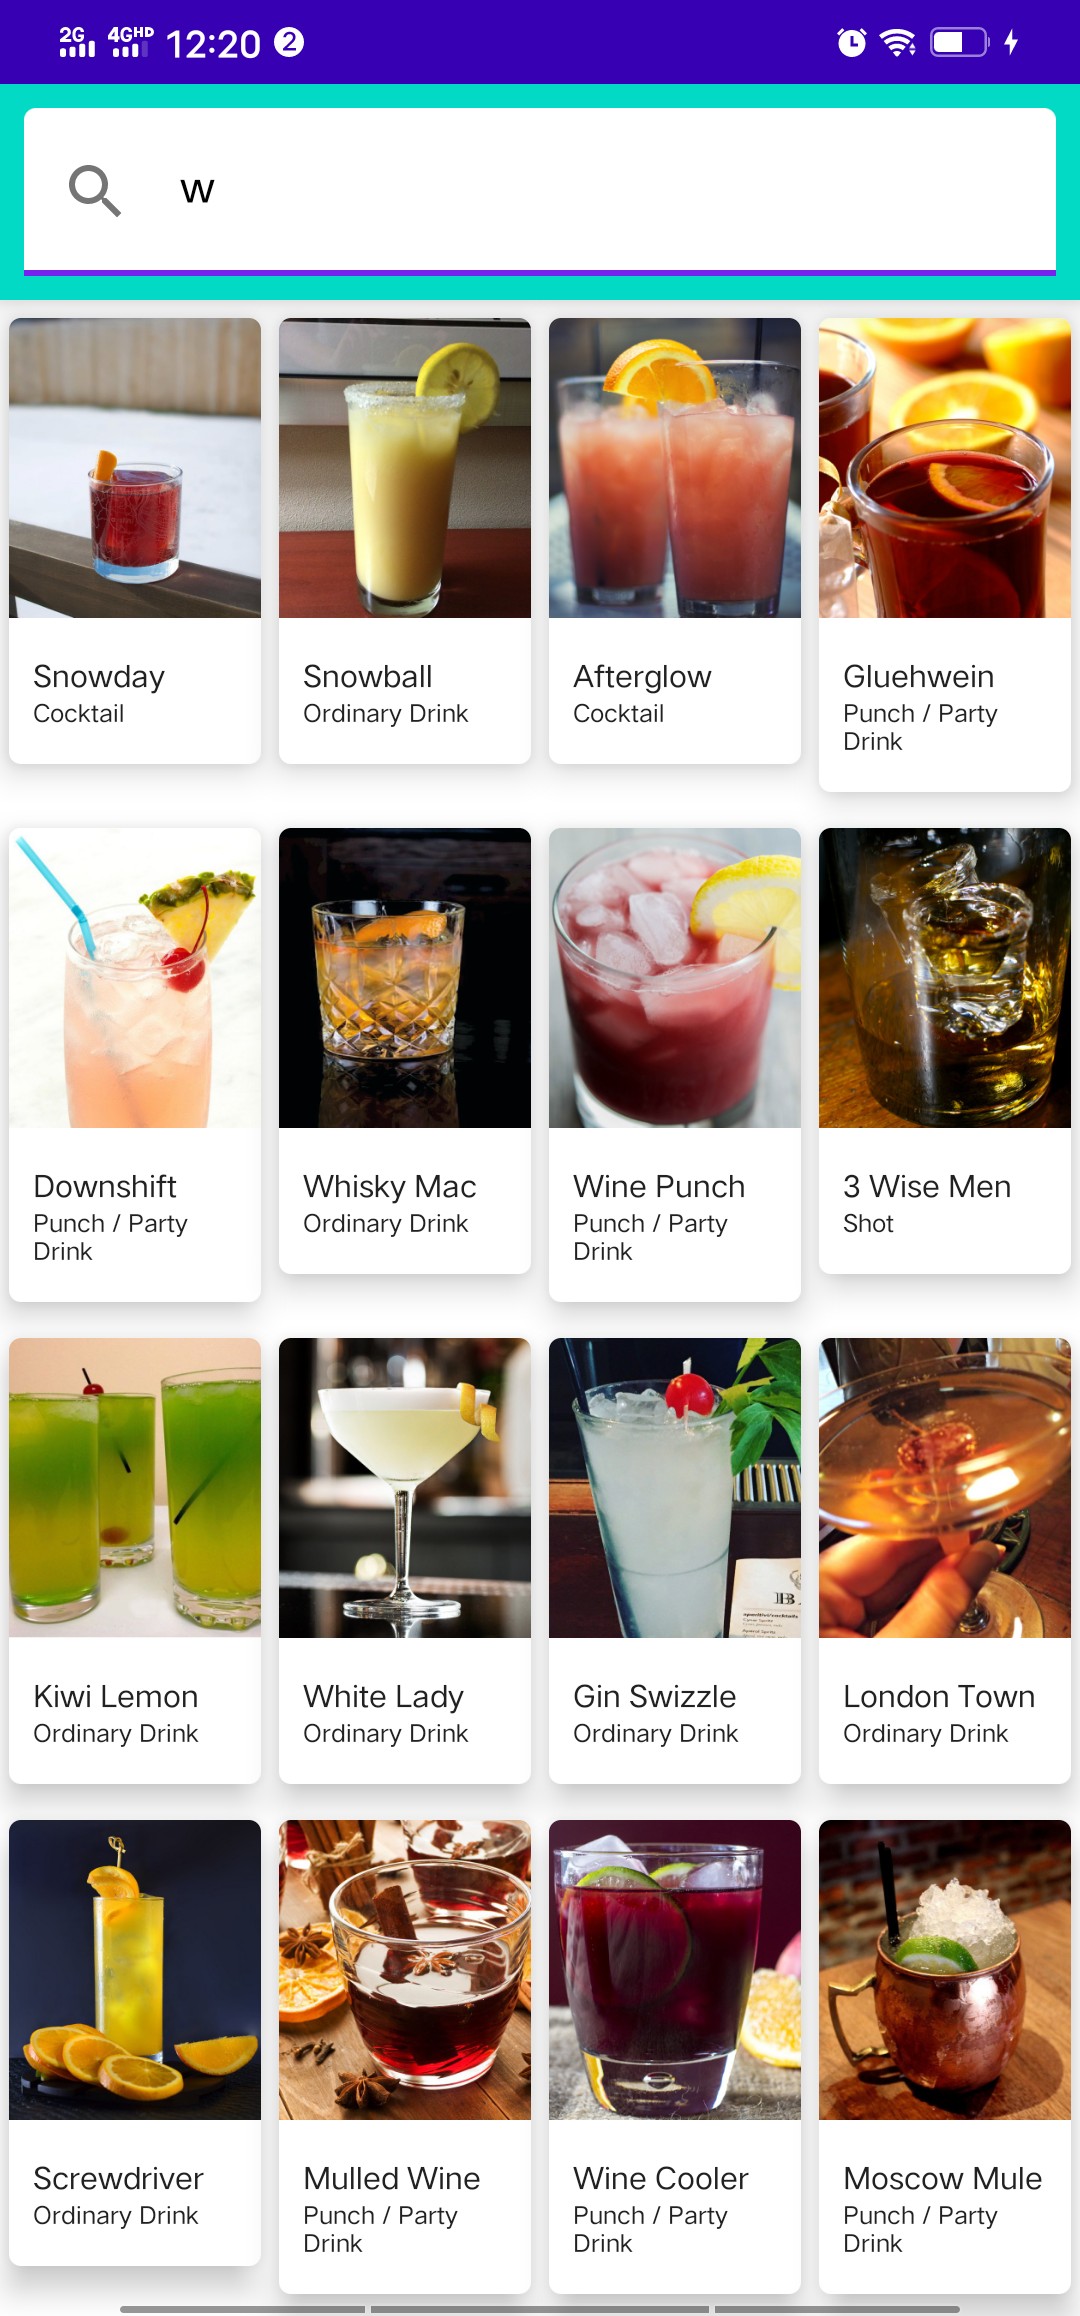 2G 4GHD 12:20 2
w
Snowday
Cocktail
Snowball
Ordinary Drink
Afterglow
Cocktail
Gluehwein
Punch / Party
Drink
Downshift
Punch / Party
Drink
Whisky Mac
Ordinary Drink
Wine Punch
Punch / Party
Drink
3 Wise Men
Shot
Kiwi Lemon
Ordinary Drink
White Lady
Ordinary Drink
Gin Swizzle
Ordinary Drink
London Town
Ordinary Drink
Screwdriver
Ordinary Drink
Mulled Wine
Punch / Party
Drink
Wine Cooler
Punch / Party
Drink
Moscow Mule
Punch / Party
Drink